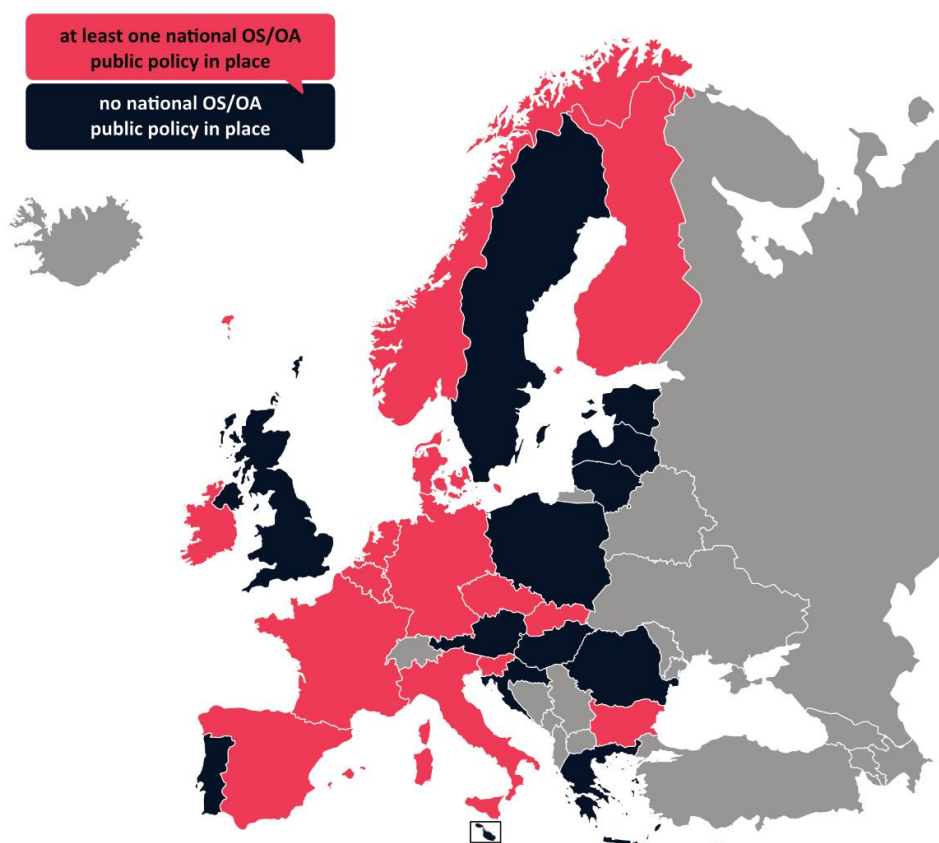 at least one national OS/OA
public policy in place
no national OS/OA
public policy in place